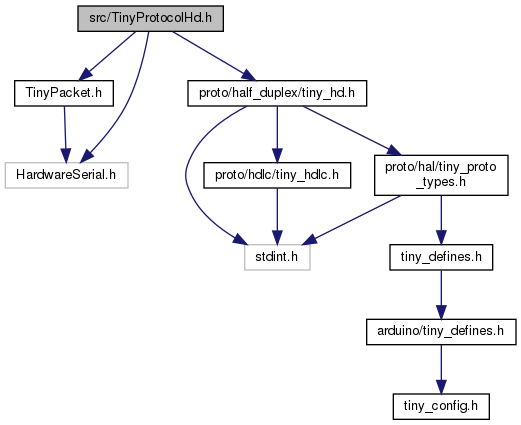 src/TinyProtocolHd.h
TinyPacket.h
proto/half_duplex/tiny_hd.h
HardwareSerial.h
proto/hdlc/tiny_hdlc.h
proto/hal/tiny_proto
_types.h
stdint.h
tiny_defines.h
arduino/tiny_defines.h
tiny_config.h